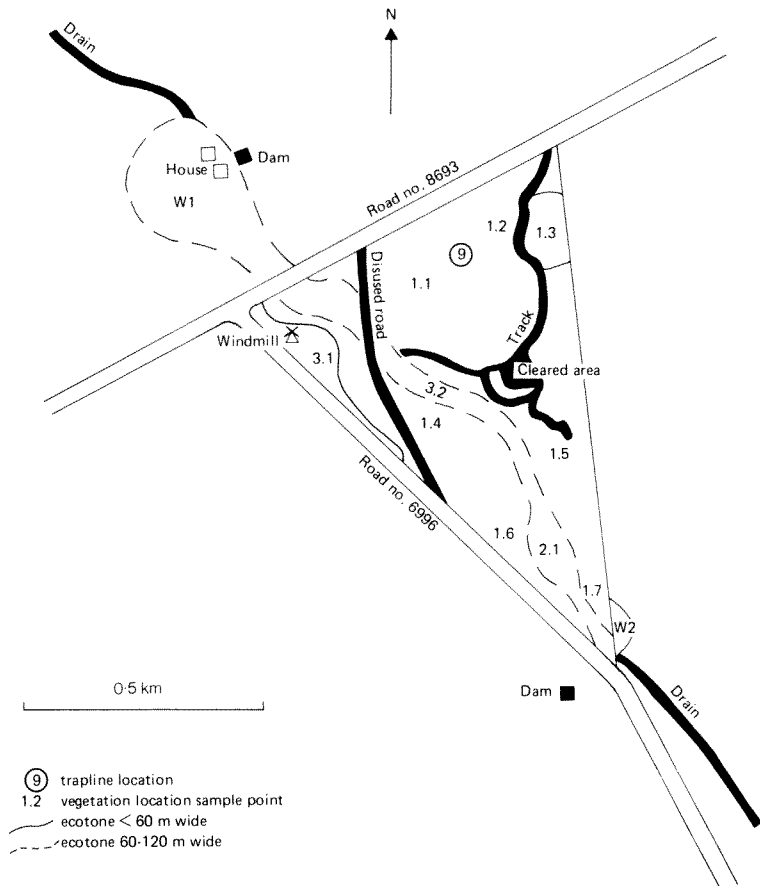 N
Drain
House
Dam
W1
Road no. 8693
1.2
1.3
9
1.1
Disused road
Track
Windmill
3.1
Cleared area
3.2
1.4
1.5
Road no. 6996
1.6
2.1
1.7
W2
0·5 km
Dam
Drain
9 trapline location
1.2 vegetation location sample point
ecotone < 60 m wide
ecotone 60-120 m wide